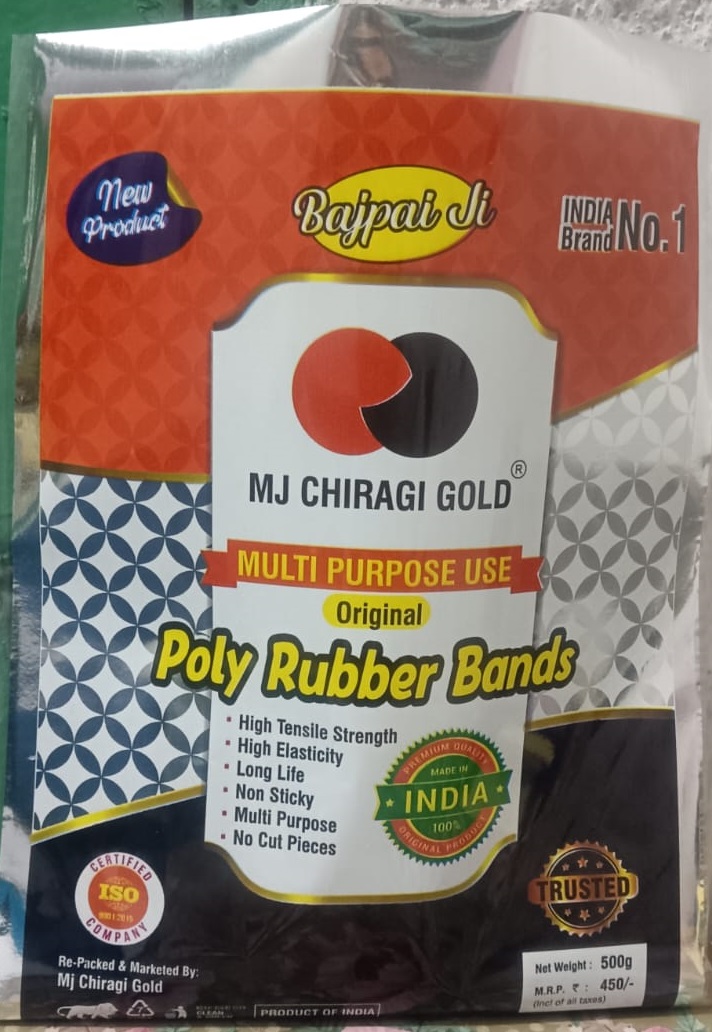 New
Product
Bajpai Ji
INDIA
Brand No.1
MJ CHIRAGI GOLD®
MULTI PURPOSE USE
Original
Poly Rubber Bands
High Tensile Strength
High Elasticity
Long Life
Non Sticky
Multi Purpose
No Cut Pieces
PREMIUM QUALITY
MADE IN
INDIA
100%
ORIGINAL PRODUCT
CERTIFIED
ISO
9001:2015
COMPANY
TRUSTED
Re-Packed & Marketed By:
Mj Chiragi Gold
Net Weight : 500g
M.R.P. ₹ : 450/-
(Incl of all taxes)
CLEAN
PRODUCT OF INDIA